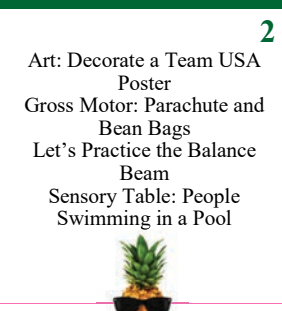 2
Art: Decorate a Team USA
Poster
Gross Motor: Parachute and
Bean Bags
Let’s Practice the Balance
Beam
Sensory Table: People
Swimming in a Pool